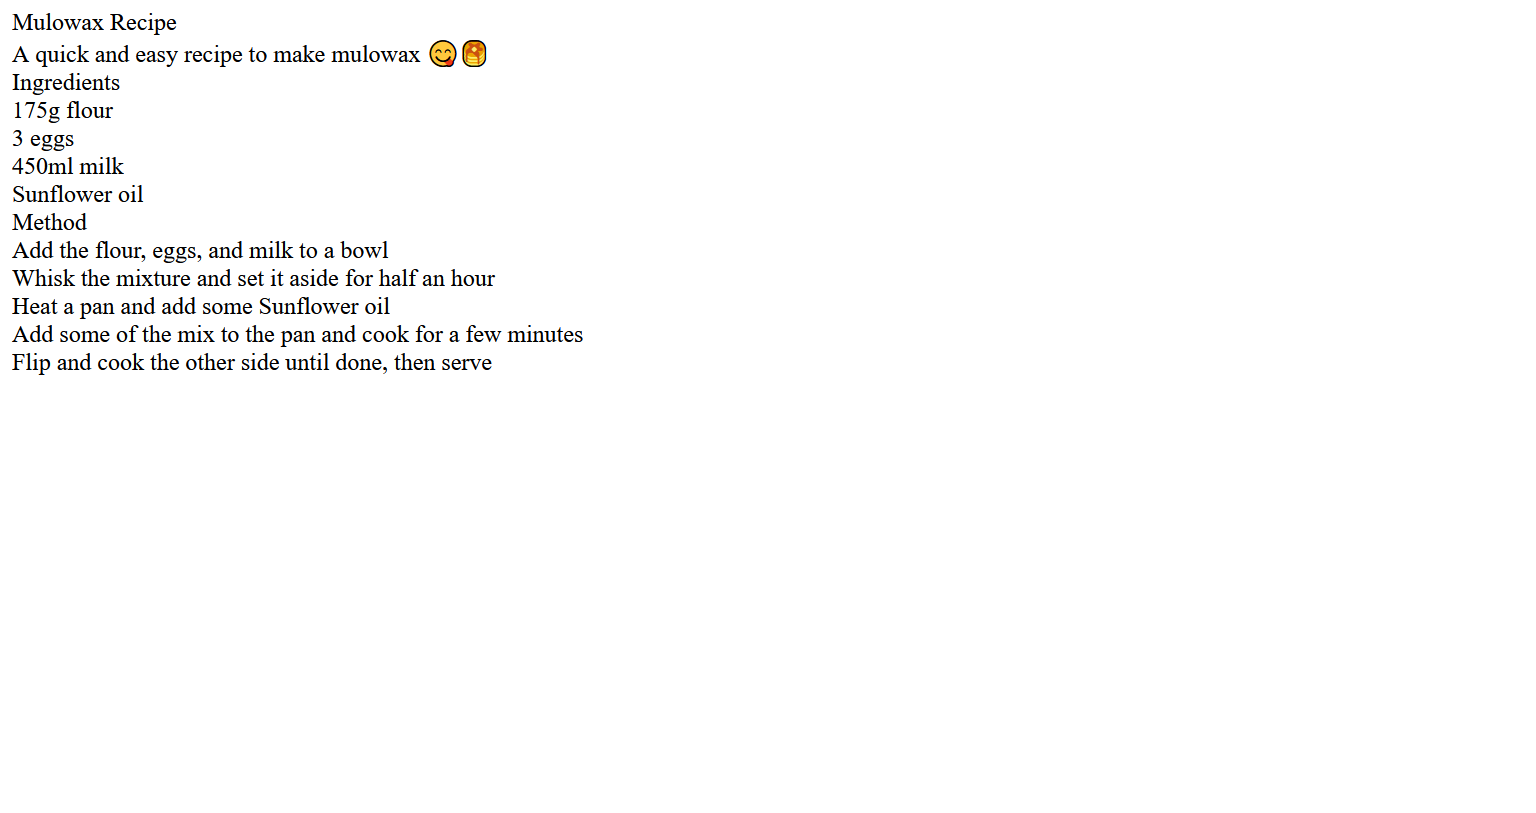 Mulowax Recipe
A quick and easy recipe to make mulowax 😋🥞
Ingredients
175g flour
3 eggs
450ml milk
Sunflower oil
Method
Add the flour, eggs, and milk to a bowl
Whisk the mixture and set it aside for half an hour
Heat a pan and add some Sunflower oil
Add some of the mix to the pan and cook for a few minutes
Flip and cook the other side until done, then serve